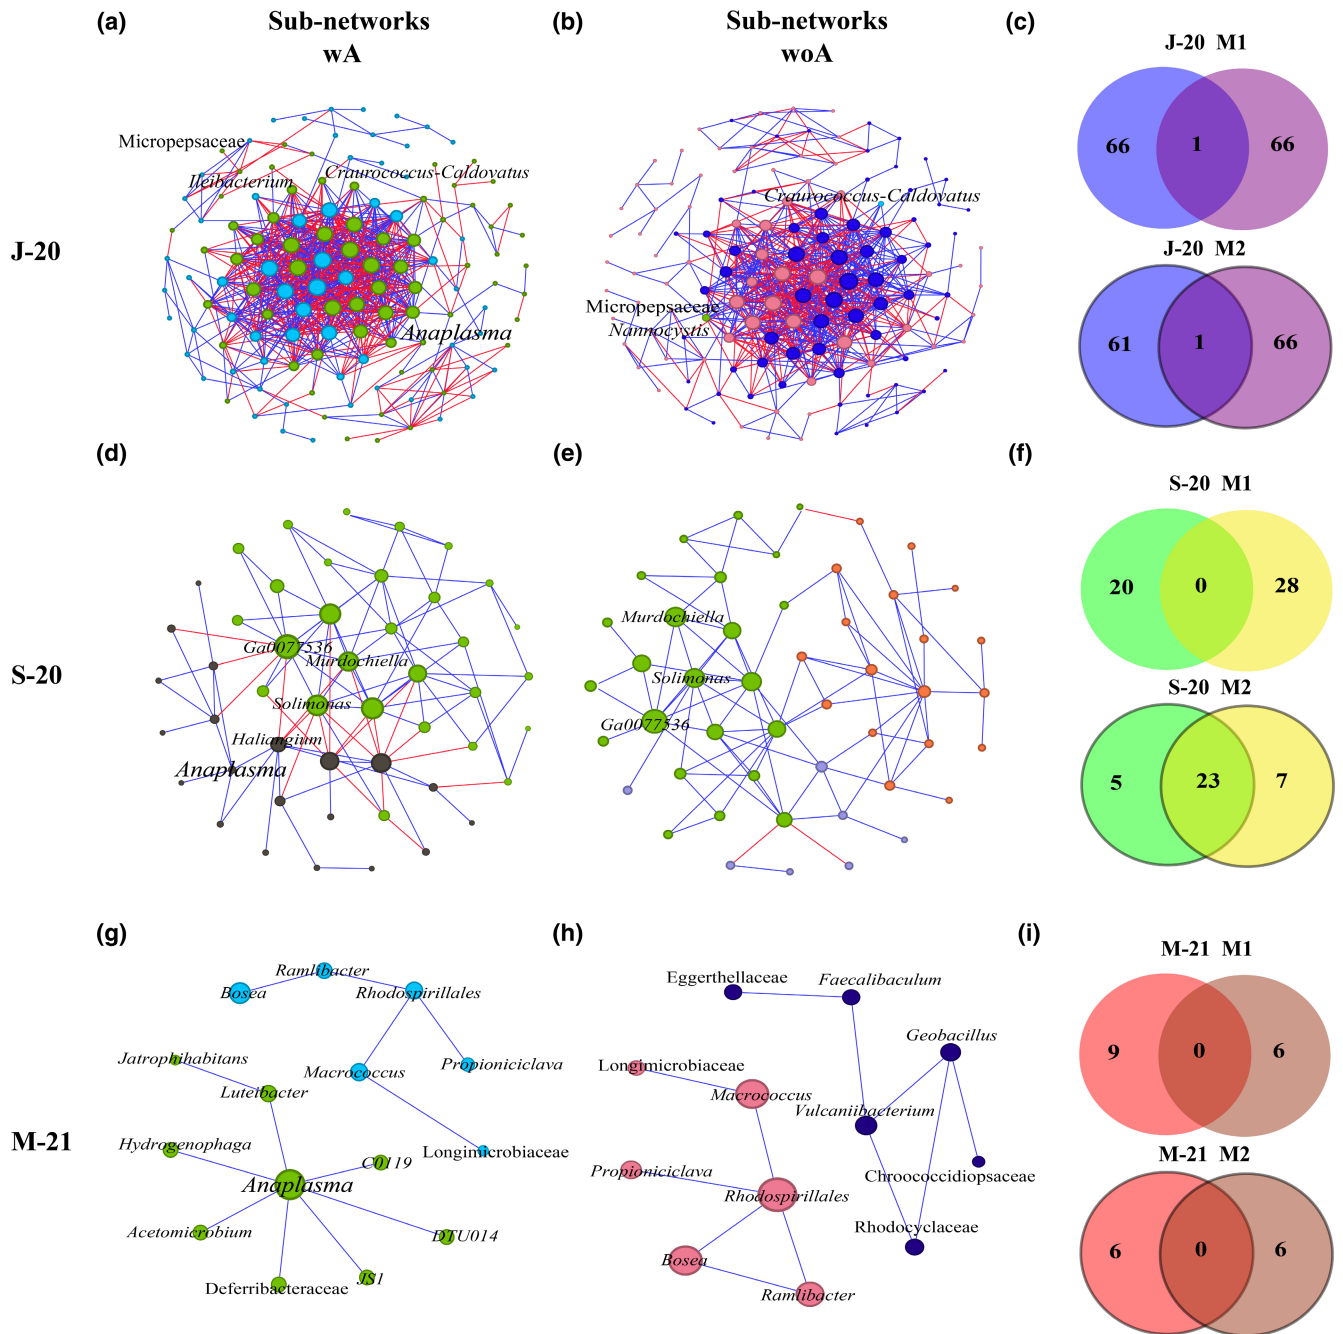 (a)
Sub-networks
wA
(b)
Sub-networks
woA
(c)
J-20 M1
66
1
66
J-20 M2
61
1
66
J-20
Micropepsaceae
Ileibacterium
Craurococcus-Caldovatus
Anaplasma
Craurococcus-Caldovatus
Micropepsaceae
Nannocystis
(d)
(e)
(f)
S-20
Ga0077536
Murdochiella
Solimonas
Haliangium
Anaplasma
Murdochiella
Solimonas
Ga0077536
S-20 M1
20
0
28
S-20 M2
5
23
7
(g)
(h)
(i)
M-21
Ramlibacter
Bosea
Rhodospirillales
Jatrophihabitans
Macrococcus
Propioniciclava
Luteibacter
Hydrogenophaga
C0119
Longimicrobiaceae
Anaplasma
Acetomicrobium
DTU014
Deferribacteraceae
JS1
Eggerthellaceae
Faecalibaculum
Geobacillus
Longimicrobiaceae
Macrococcus
Vulcaniibacterium
Propioniciclava
Rhodospirillales
Chroococcidiopsaceae
Rhodocyclaceae
Bosea
Ramlibacter
M-21 M1
9
0
6
M-21 M2
6
0
6